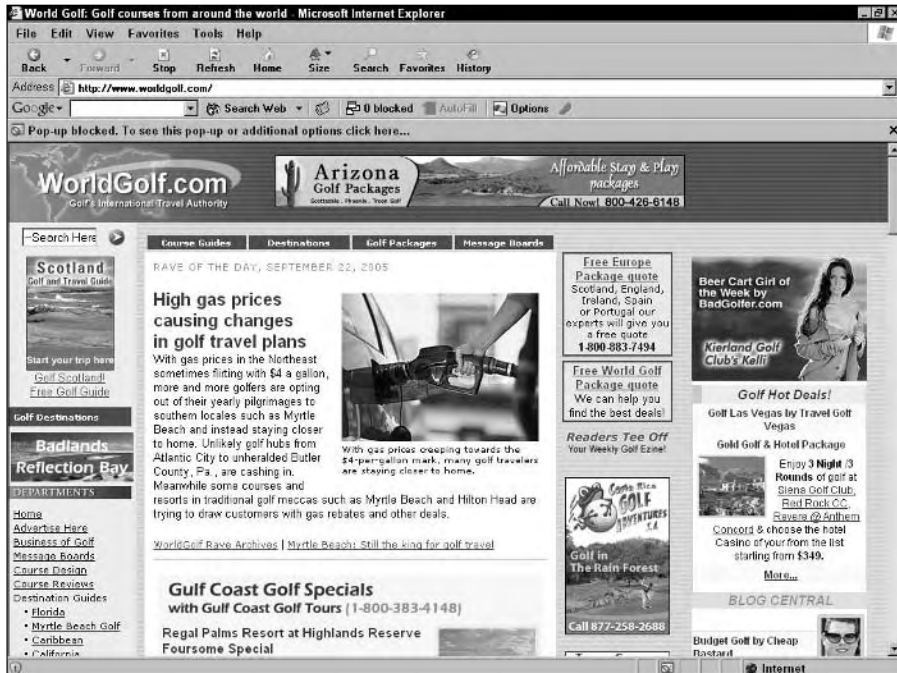 World Golf: Golf courses from around the world - Microsoft Internet Explorer
File Edit View Favorites Tools Help
Back Forward Stop Refresh Home Size Search Favorites History
Address http://www.worldgolf.com/
Google Search Web 0 blocked AutoFill Options
Pop-up blocked. To see this pop-up or additional options click here...
WorldGolf.com
Golf's International Travel Authority
Arizona
Golf Packages
Scottsdale . Phoenix . Troon Golf
Affordable Stay & Play
packages
Call Now! 800-426-6148
Search Here
Scotland
Golf and Travel Guide
Start your trip here
Golf Scotland!
Free Golf Guide
Golf Destinations
Badlands
Reflection Bay
DEPARTMENTS
Home
Advertise Here
Business of Golf
Message Boards
Course Design
Course Reviews
Destination Guides
• Florida
• Myrtle Beach Golf
• Caribbean
• California
Course Guides Destinations Golf Packages Message Boards
RAVE OF THE DAY, SEPTEMBER 22, 2005
High gas prices
causing changes
in golf travel plans
With gas prices in the Northeast
sometimes flirting with $4 a gallon,
more and more golfers are opting
out of their yearly pilgrimages to
southern locales such as Myrtle
Beach and instead staying closer
to home. Unlikely golf hubs from
Atlantic City to unheralded Butler
County, Pa., are cashing in.
Meanwhile some courses and
resorts in traditional golf meccas such as Myrtle Beach and Hilton Head are
trying to draw customers with gas rebates and other deals.
With gas prices creeping towards the
$4-per-gallon mark, many golf travelers
are staying closer to home.
WorldGolf Rave Archives | Myrtle Beach: Still the king for golf travel
Gulf Coast Golf Specials
with Gulf Coast Golf Tours (1-800-383-4148)
Regal Palms Resort at Highlands Reserve
Foursome Special
Free Europe
Package quote
Scotland, England,
Ireland, Spain
or Portugal our
experts will give you
a free quote
1-800-883-7494
Free World Golf
Package quote
We can help you
find the best deals!
Readers Tee Off
Your Weekly Golf Ezine!
Costa Rica
GOLF
ADVENTURES
S.A.
Golf in
The Rain Forest
Call 877-258-2688
Beer Cart Girl of
the Week by
BadGolfer.com
Kierland Golf
Club's Kelli
Golf Hot Deals!
Golf Las Vegas by Travel Golf
Vegas
Gold Golf & Hotel Package
Enjoy 3 Night /3
Rounds of golf at
Siena Golf Club,
Red Rock CC,
Revere @ Anthem
Concord & choose the hotel
Casino of your from the list
starting from $349.
More...
BLOG CENTRAL
Budget Golf by Cheap
Bastard
Internet